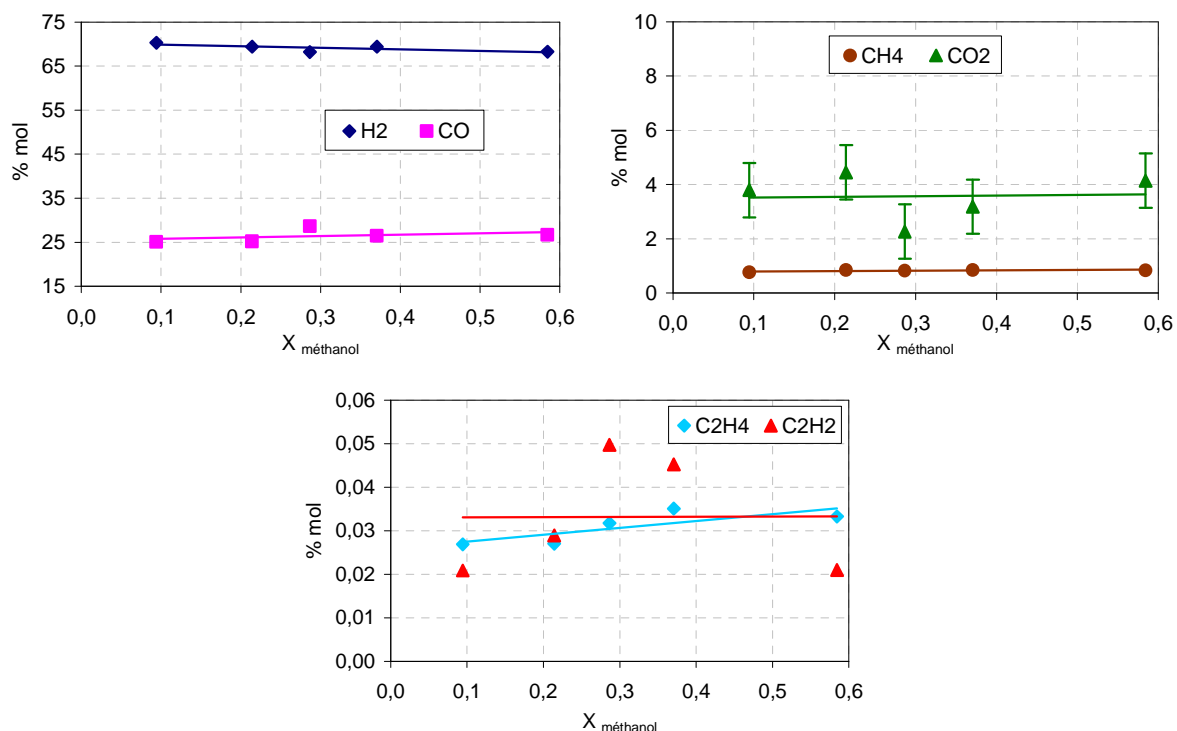 75
65
55
45
35
25
15
% mol
H2 CO
0,0 0,1 0,2 0,3 0,4 0,5 0,6
X méthanol
10
8
6
4
2
0
% mol
CH4 CO2
0,0 0,1 0,2 0,3 0,4 0,5 0,6
X méthanol
0,06
0,05
0,04
0,03
0,02
0,01
0,00
% mol
C2H4 C2H2
0,0 0,1 0,2 0,3 0,4 0,5 0,6
X méthanol